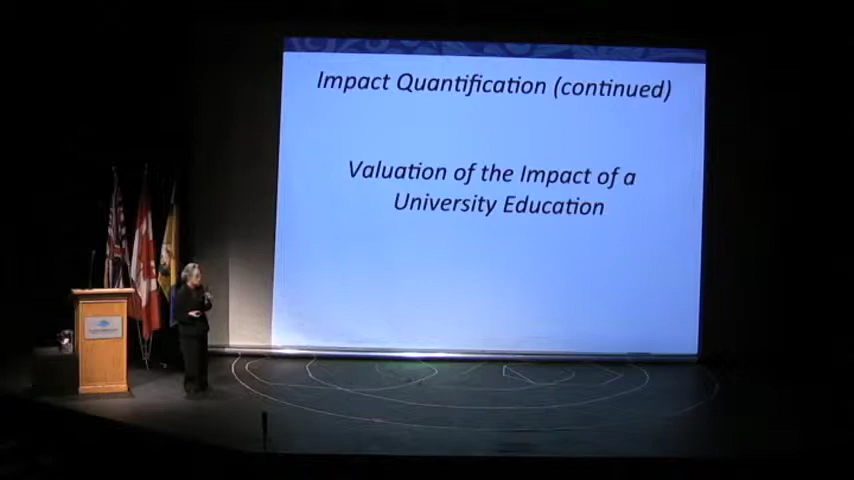 Impact Quantification (continued)
Valuation of the Impact of a
University Education